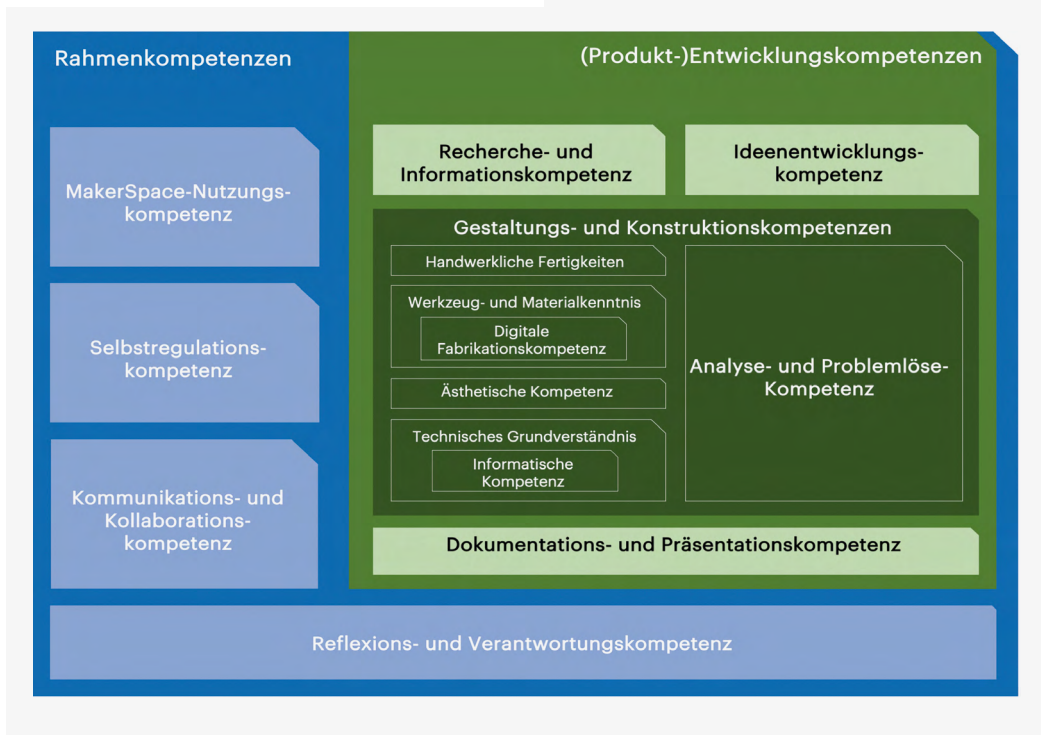 Rahmenkompetenzen
MakerSpace-Nutzungs-
kompetenz
Selbstregulations-
kompetenz
Kommunikations- und
Kollaborations-
kompetenz
(Produkt-)Entwicklungskompetenzen
Recherche- und
Informationskompetenz
Ideenentwicklungs-
kompetenz
Gestaltungs- und Konstruktionskompetenzen
Handwerkliche Fertigkeiten
Werkzeug- und Materialkenntnis
Digitale
Fabrikationskompetenz
Ästhetische Kompetenz
Technisches Grundverständnis
Informatische
Kompetenz
Analyse- und Problemlöse-
Kompetenz
Dokumentations- und Präsentationskompetenz
Reflexions- und Verantwortungskompetenz